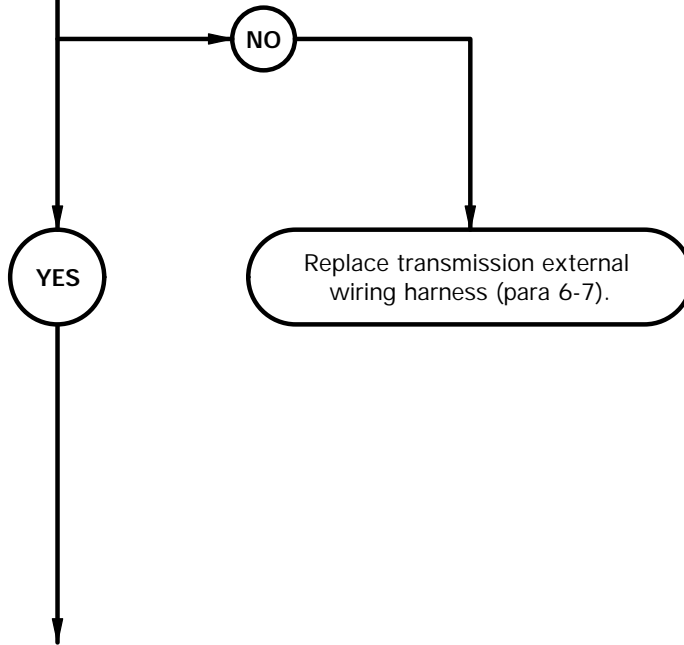 NO
YES
Replace transmission external
wiring harness (para 6-7).